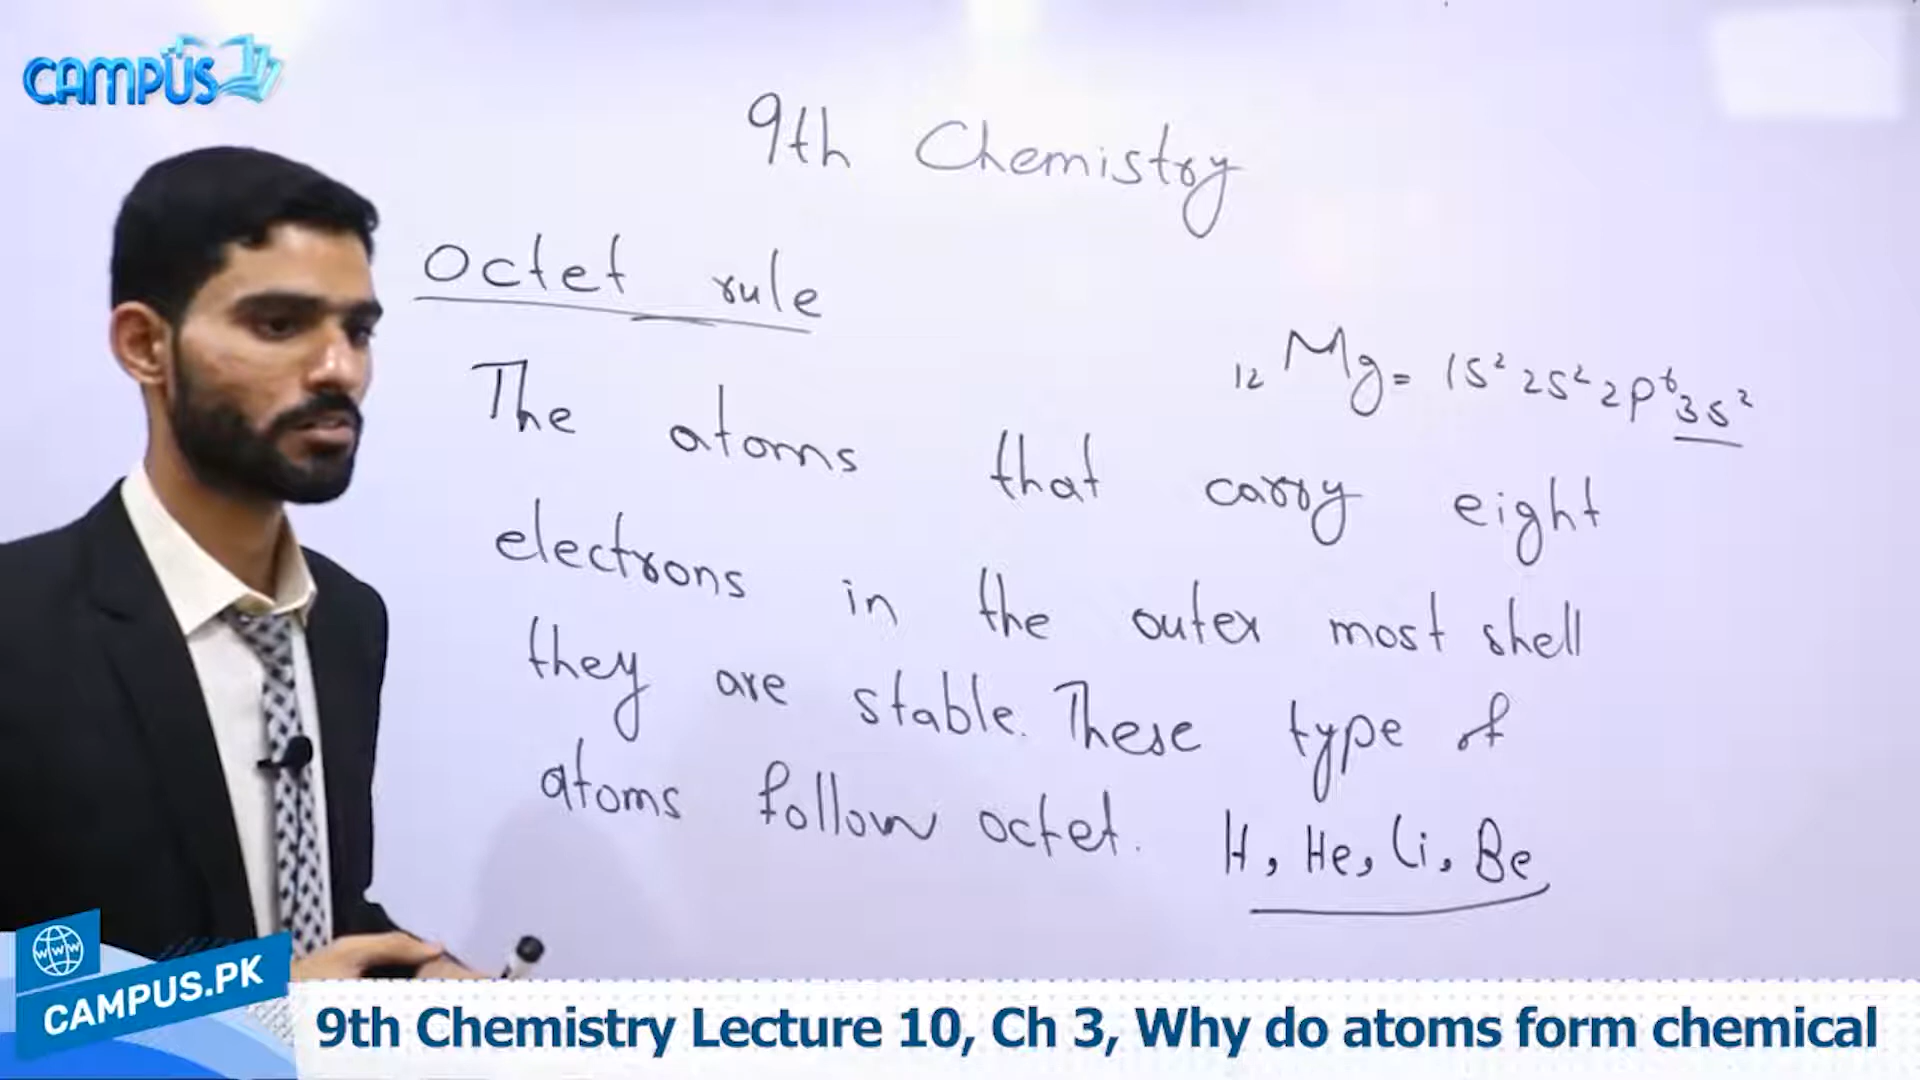 CAMPUS
9th Chemistry
Octet rule
₁₂Mg = 1S² 2S² 2P⁶ 3S²
The atoms that carry eight
electrons in the outer most shell
they are stable. These type of
atoms follow octet. H, He, Li, Be
www
CAMPUS.PK
9th Chemistry Lecture 10, Ch 3, Why do atoms form chemical